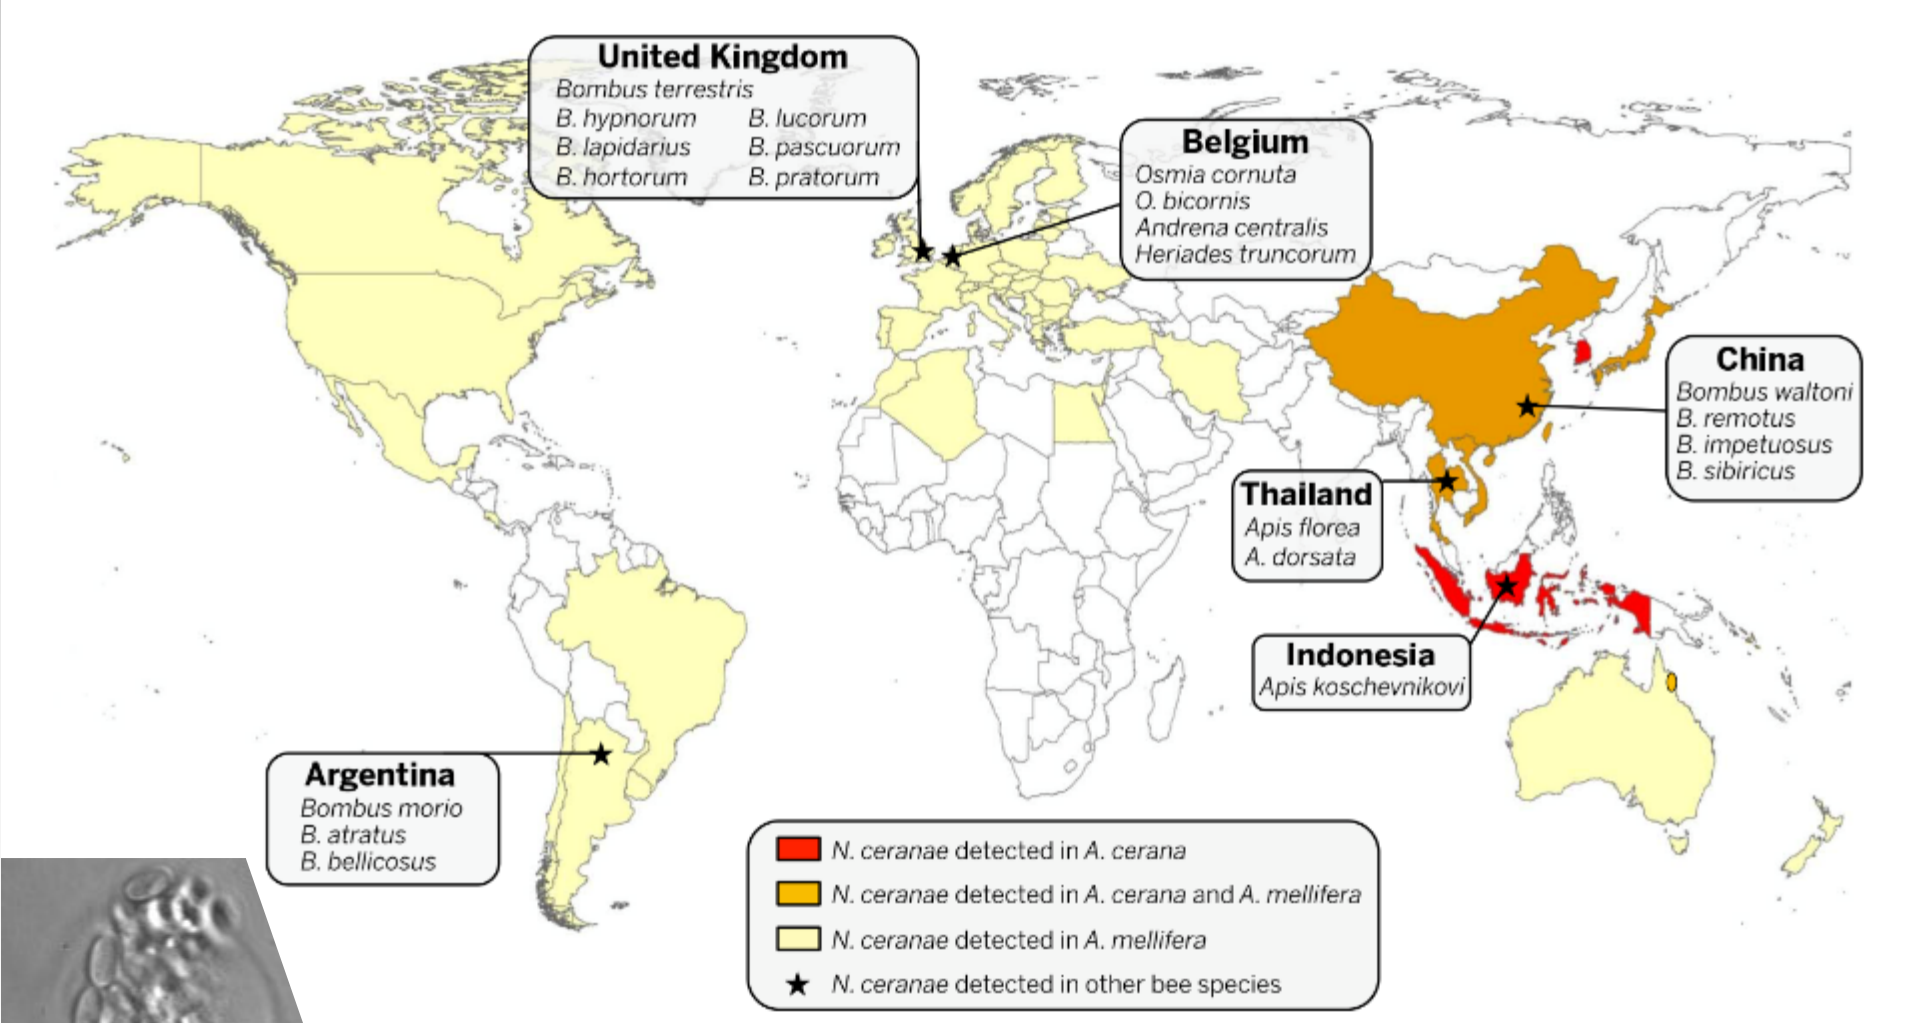 United Kingdom
Bombus terrestris
B. hypnorum B. lucorum
B. lapidarius B. pascuorum
B. hortorum B. pratorum
Belgium
Osmia cornuta
O. bicornis
Andrena centralis
Heriades truncorum
China
Bombus waltoni
B. remotus
B. impetuosus
B. sibiricus
Thailand
Apis florea
A. dorsata
Indonesia
Apis koschevnikovi
Argentina
Bombus morio
B. atratus
B. bellicosus
N. ceranae detected in A. cerana
N. ceranae detected in A. cerana and A. mellifera
N. ceranae detected in A. mellifera
N. ceranae detected in other bee species